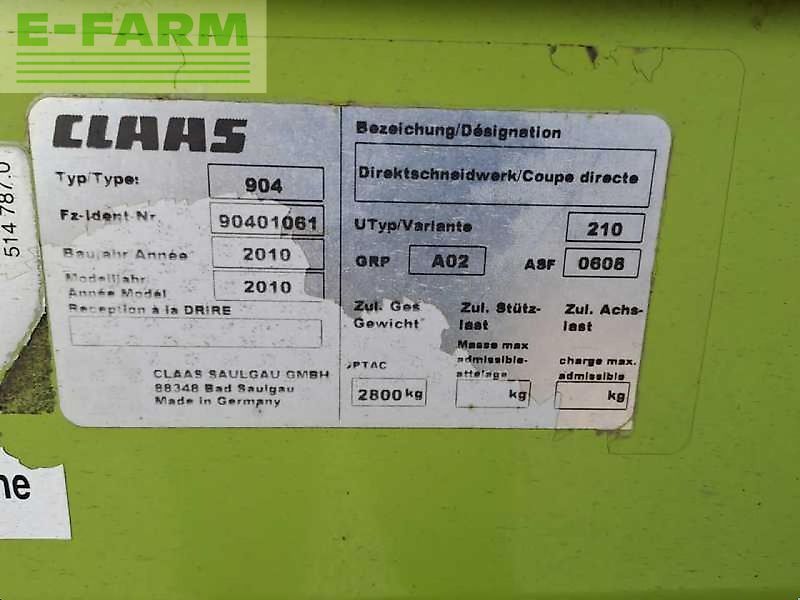 E-FARM
514 787.0
CLAAS
Typ/Type: 904
Fz-Ident-Nr. 90401061
Baujahr Année 2010
Modelljahr
Année Model 2010
Reception à la DRIRE
CLAAS SAULGAU GMBH
88348 Bad Saulgau
Made in Germany
Bezeichung/Désignation
Direktschneidwerk/Coupe directe
UTyp/Variante 210
GRP A02 ASF 0608
Zul. Ges
Gewicht
PTAC
2800 kg
Zul. Stütz-
last
Masse max
admissible-
attelage
kg
Zul. Achs-
last
charge max.
admissible
kg